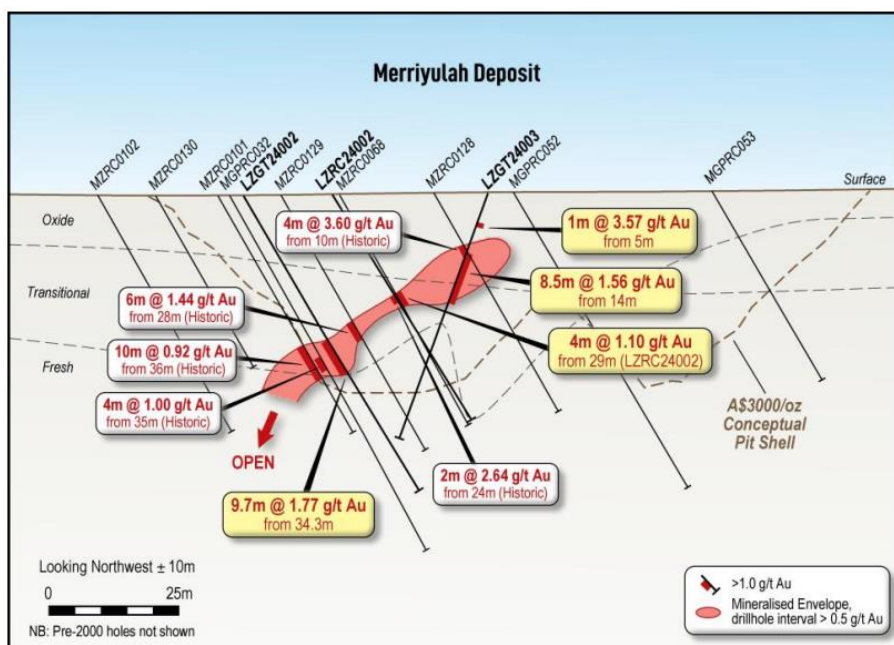 Merriyulah Deposit
MZRC0102
MZRC0130
MZRC0101
MGPRC032
LZGT24002
MZRC0129
LZRC24002
MZRC0068
MZRC0128
LZGT24003
MGPRC052
MGPRC053
Surface
Oxide
4m @ 3.60 g/t Au
from 10m (Historic)
1m @ 3.57 g/t Au
from 5m
Transitional
6m @ 1.44 g/t Au
from 28m (Historic)
8.5m @ 1.56 g/t Au
from 14m
Fresh
10m @ 0.92 g/t Au
from 36m (Historic)
4m @ 1.10 g/t Au
from 29m (LZRC24002)
4m @ 1.00 g/t Au
from 35m (Historic)
A$3000/oz
Conceptual
Pit Shell
OPEN
2m @ 2.64 g/t Au
from 24m (Historic)
9.7m @ 1.77 g/t Au
from 34.3m
Looking Northwest ± 10m
0 25m
NB: Pre-2000 holes not shown
>1.0 g/t Au
Mineralised Envelope,
drillhole interval > 0.5 g/t Au